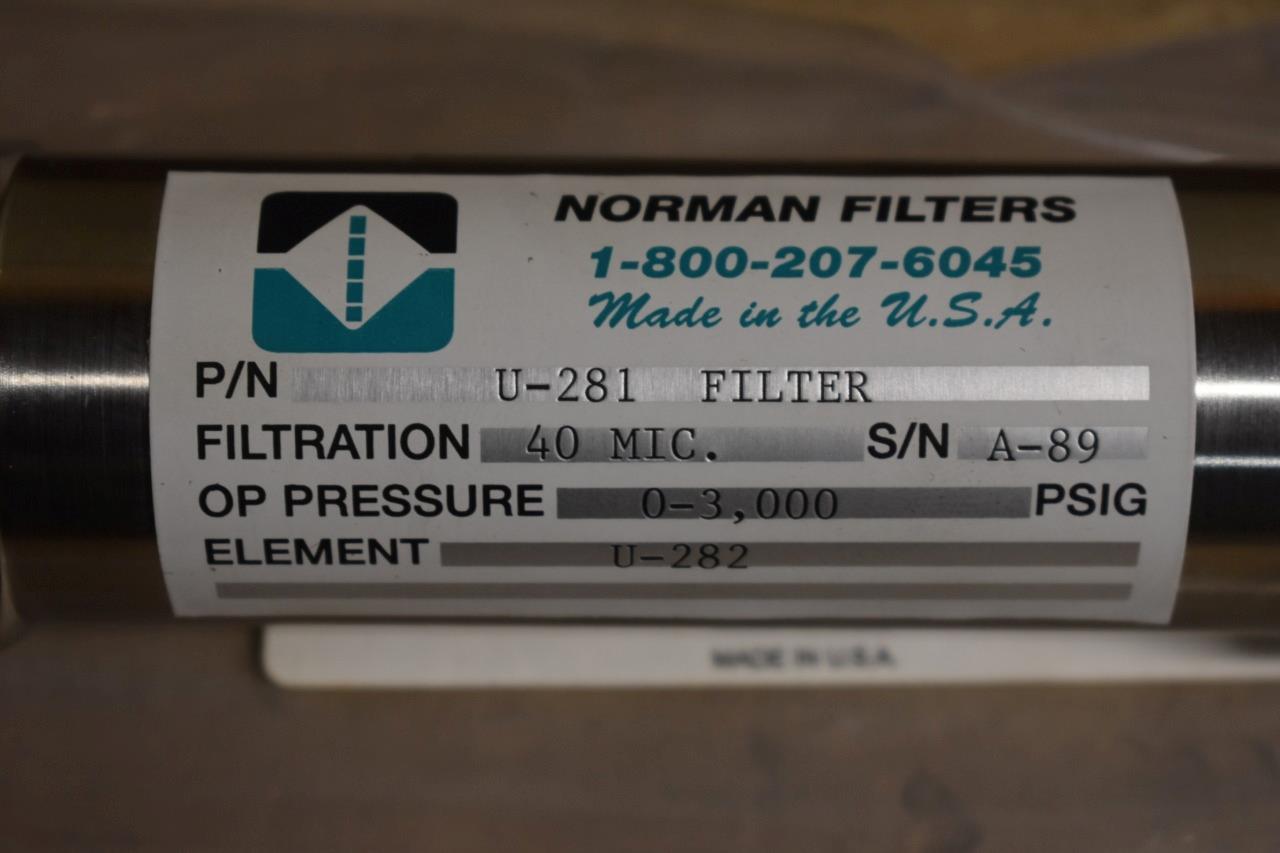 NORMAN FILTERS
1-800-207-6045
Made in the U.S.A.
P/N U-281 FILTER
FILTRATION 40 MIC. S/N A-89
OP PRESSURE 0-3,000 PSIG
ELEMENT U-282
MADE IN U.S.A.